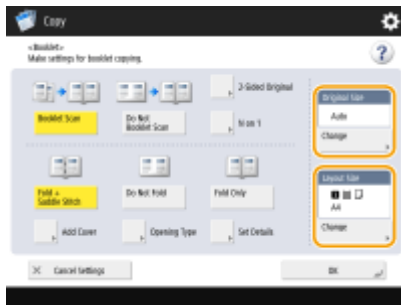 Copy
<Booklet>
Make settings for booklet copying.
?
2-Sided Original
Booklet Scan
Do Not
Booklet Scan
N on 1
Original Size
Auto
Change
Fold +
Saddle Stitch
Do Not Fold
Fold Only
Add Cover
Opening Type
Set Details
Layout Size
A4
Change
Cancel Settings
OK